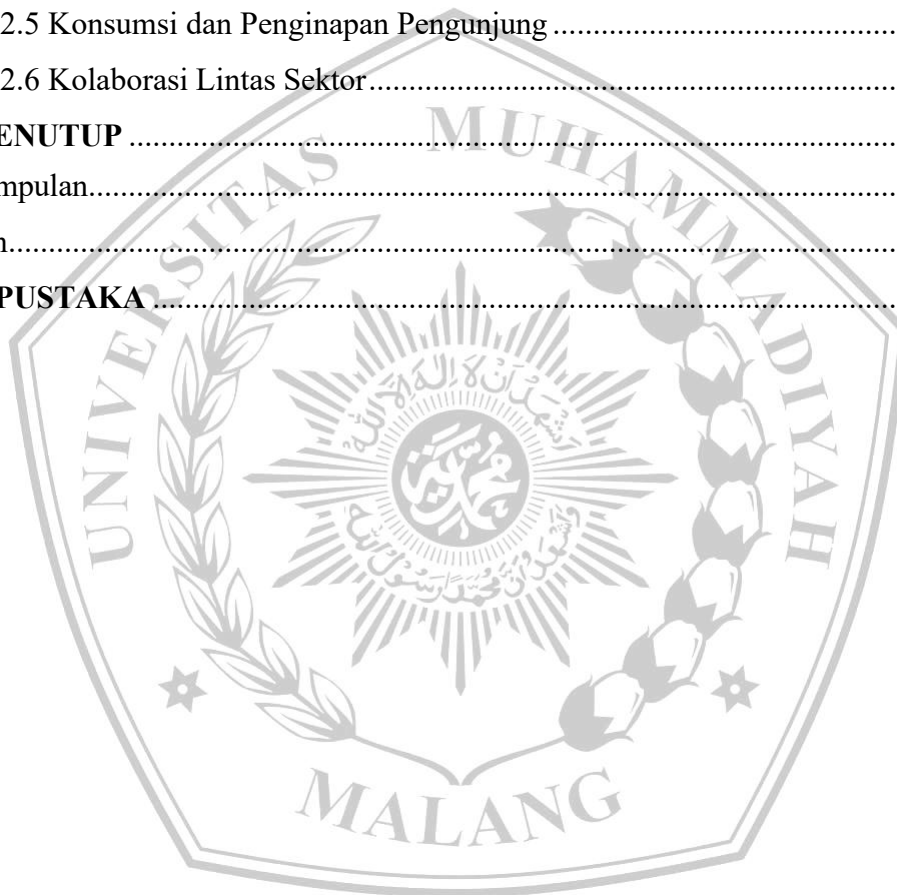 2.5 Konsumsi dan Penginapan Pengunjung ............................................
2.6 Kolaborasi Lintas Sektor....................................................................
ENUTUP ..................................................................................................
mpulan......................................................................................................
n................................................................................................................
PUSTAKA ...............................................................................................
UNIVERSITAS MUHAMMADIYAH
MALANG